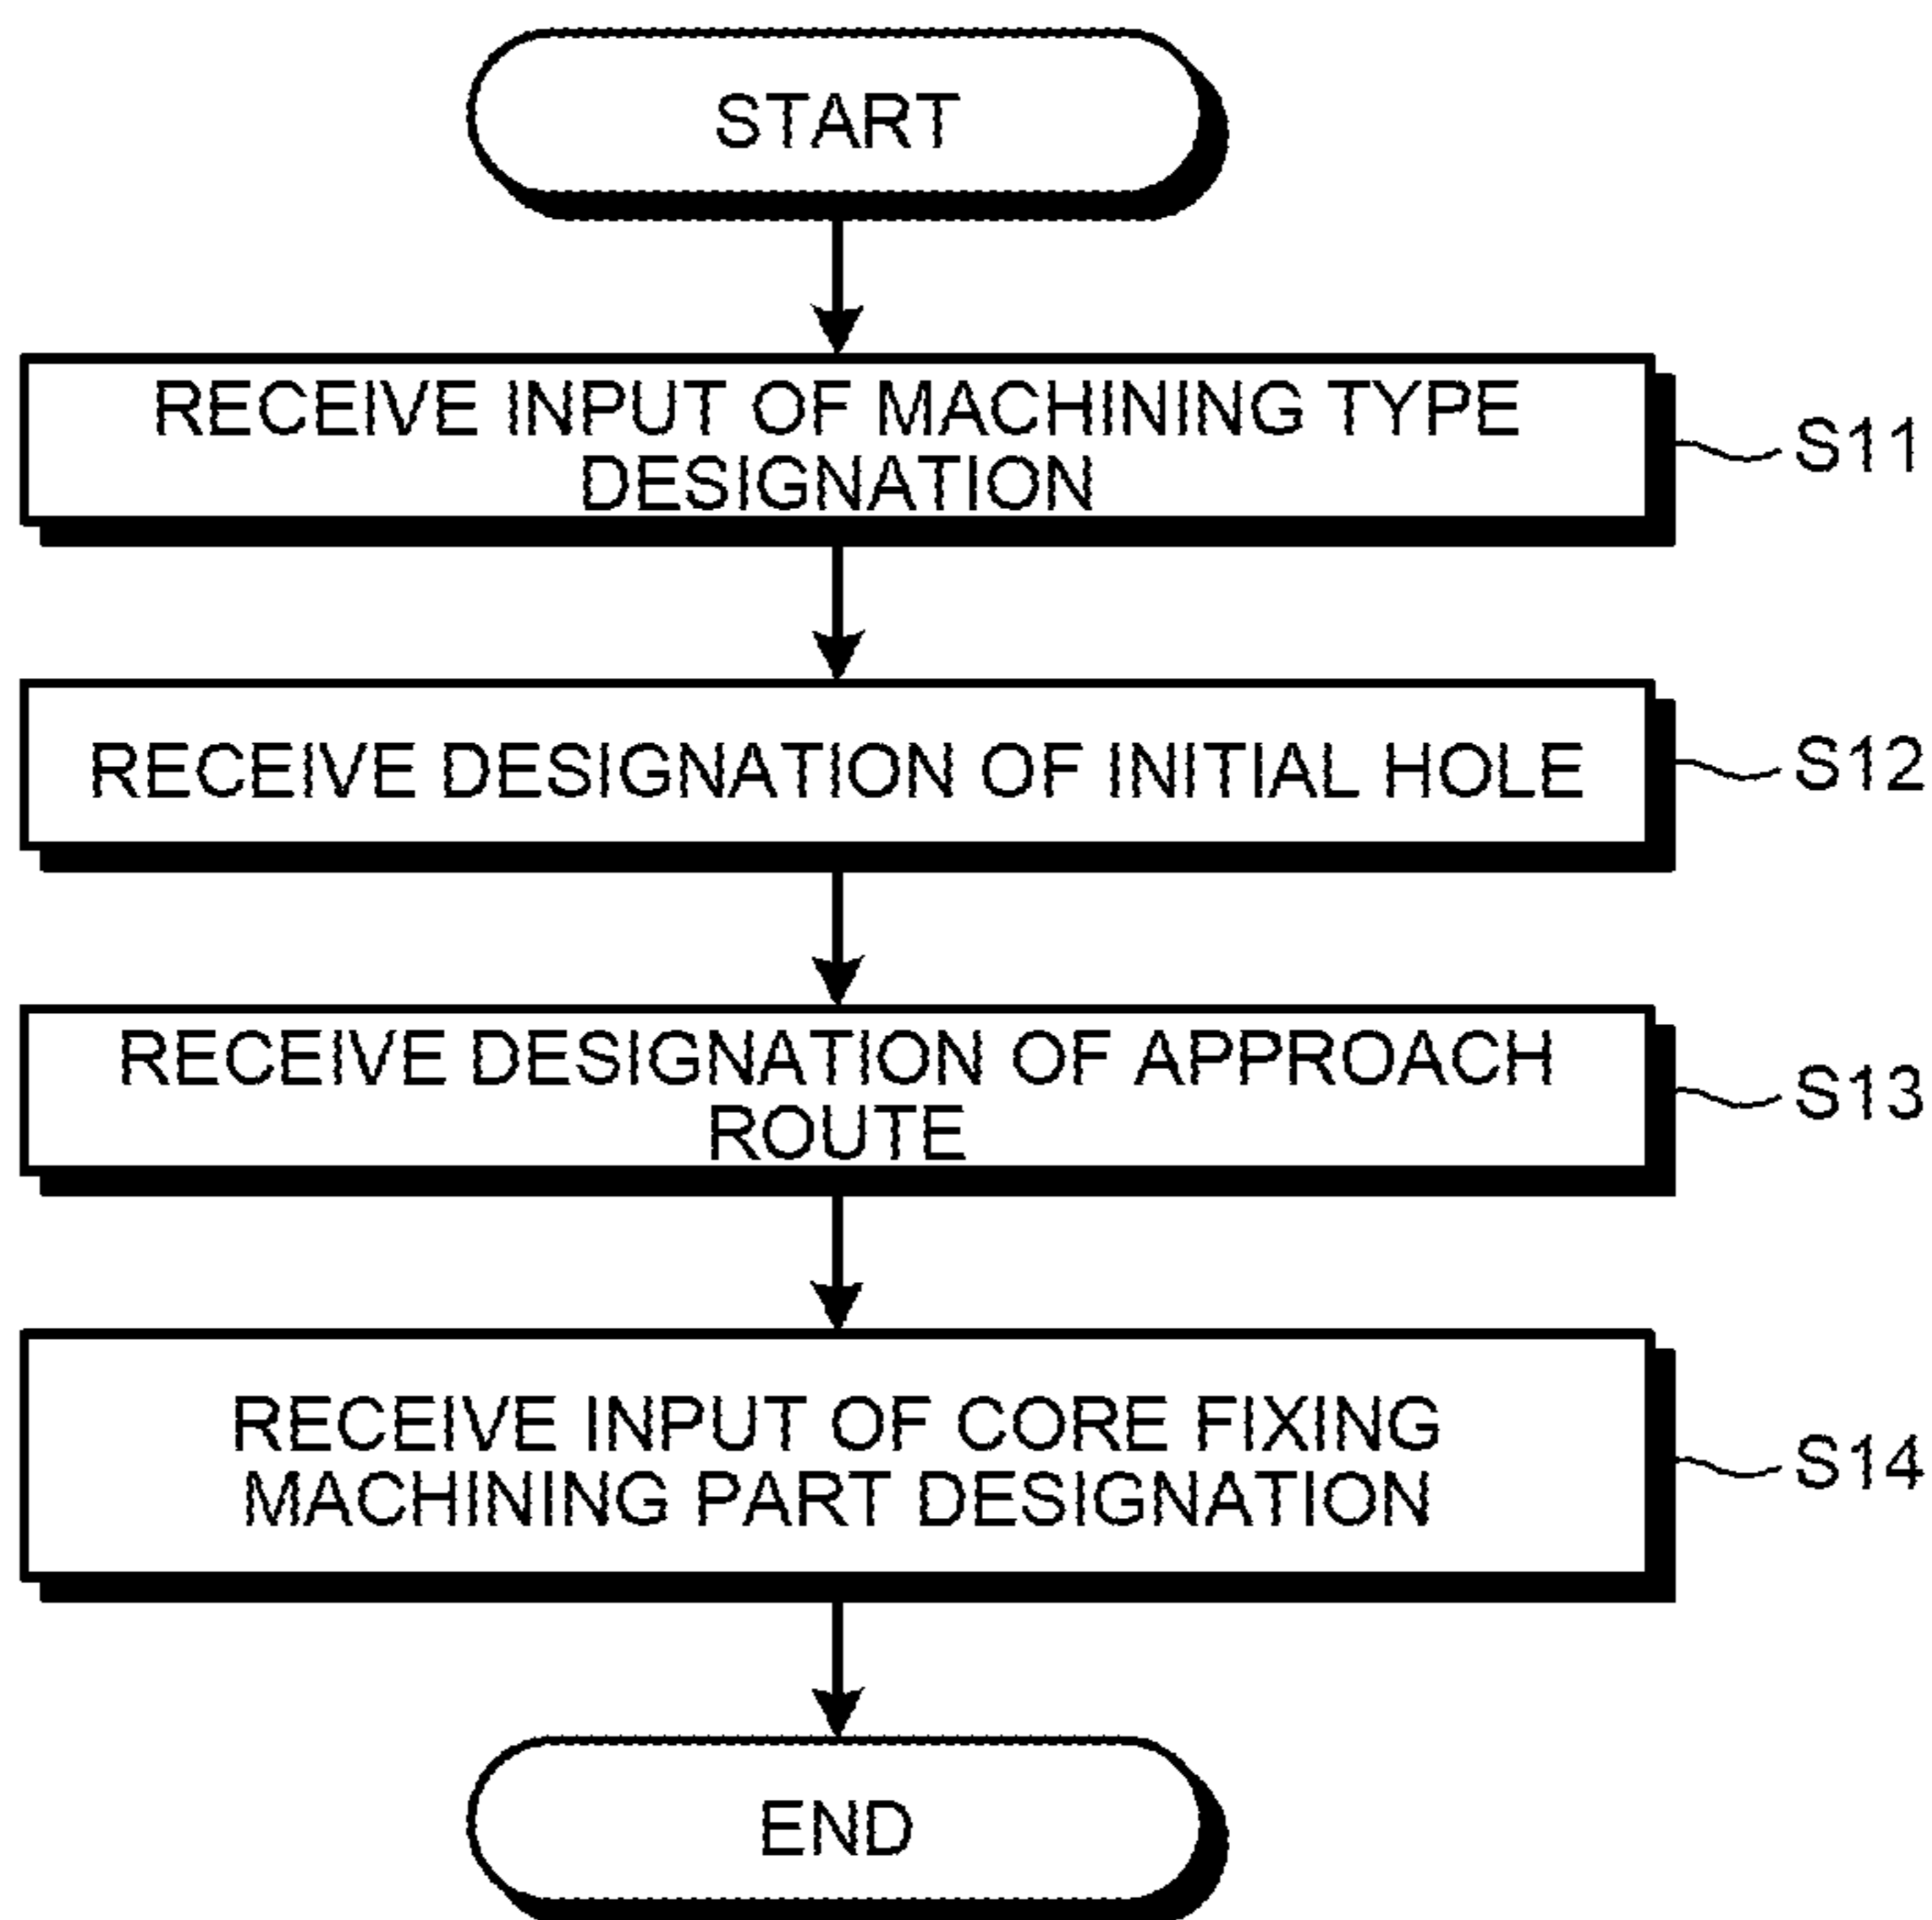 START
RECEIVE INPUT OF MACHINING TYPE
DESIGNATION
S11
RECEIVE DESIGNATION OF INITIAL HOLE
S12
RECEIVE DESIGNATION OF APPROACH
ROUTE
S13
RECEIVE INPUT OF CORE FIXING
MACHINING PART DESIGNATION
S14
END